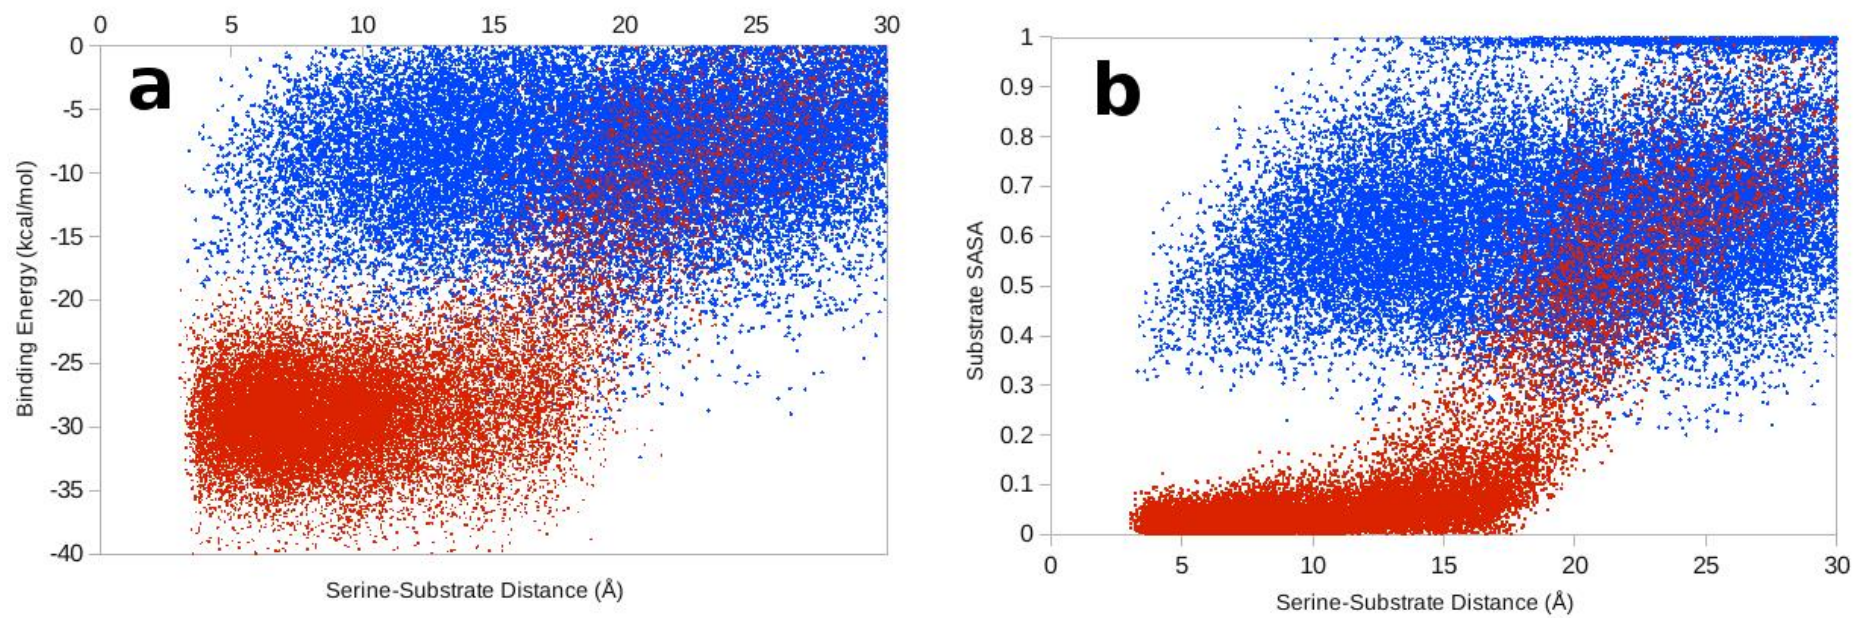 0 5 10 15 20 25 30
0
-5
-10
-15
-20
-25
-30
-35
-40
Binding Energy (kcal/mol)
a
Serine-Substrate Distance (Å)
1
0.9
0.8
0.7
0.6
0.5
0.4
0.3
0.2
0.1
0
Substrate SASA
b
0 5 10 15 20 25 30
Serine-Substrate Distance (Å)